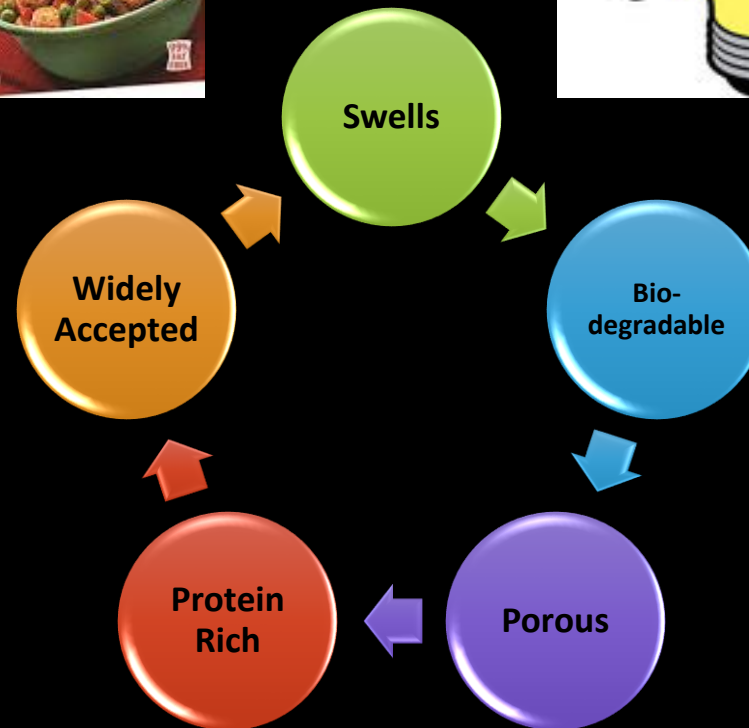 Swells
Bio-
degradable
Porous
Protein
Rich
Widely
Accepted